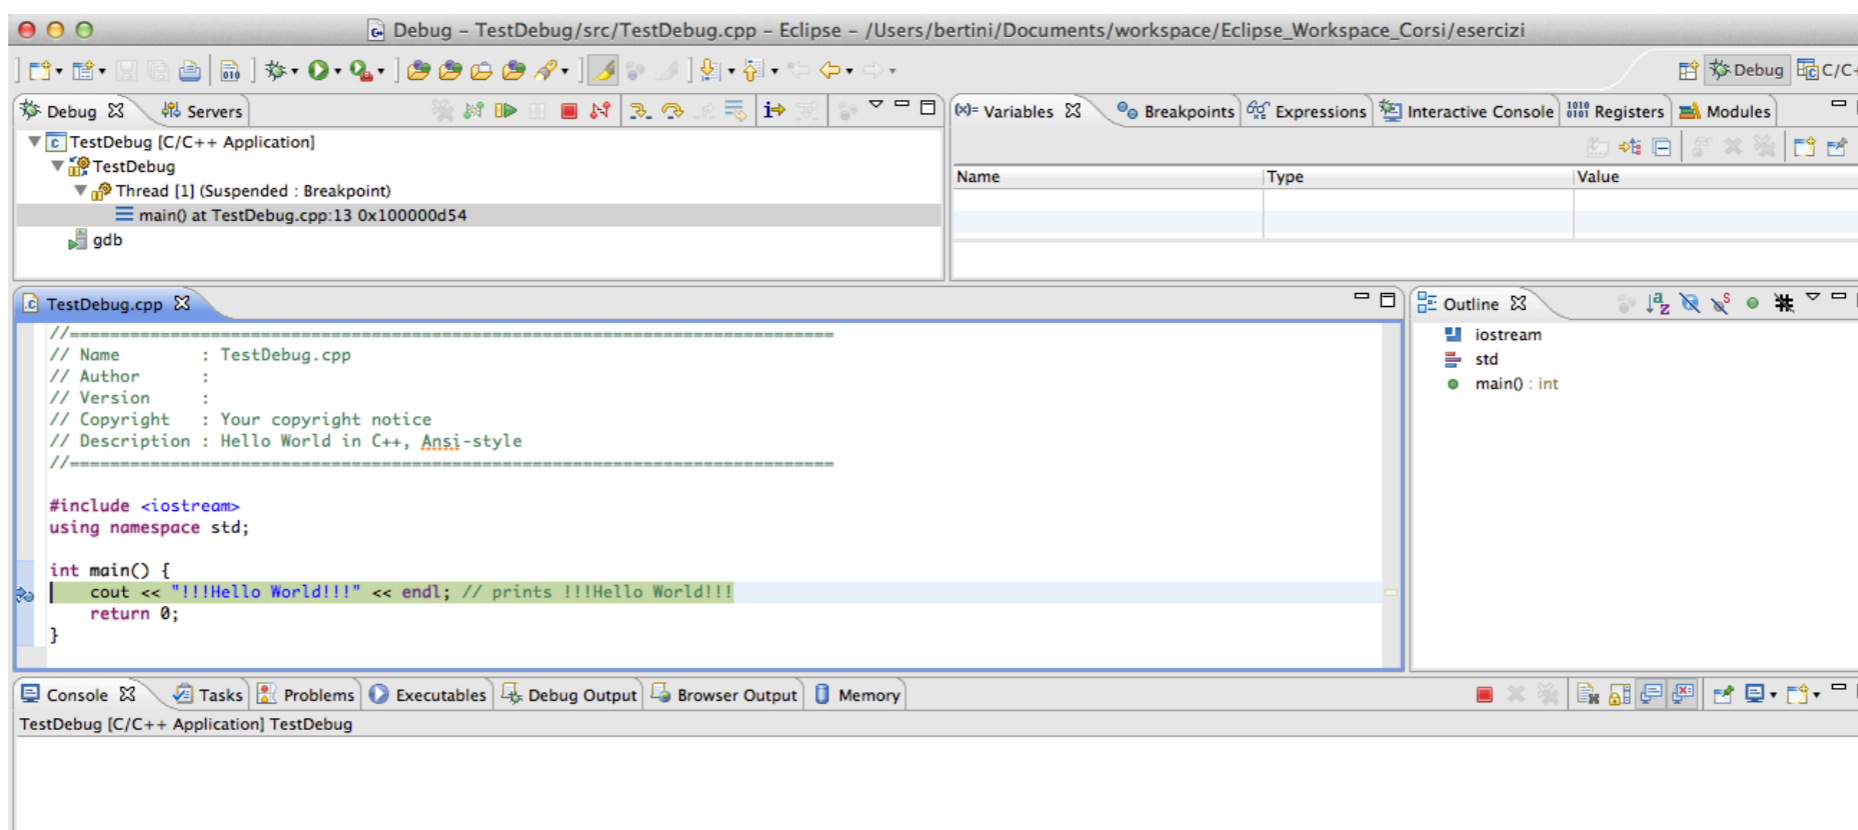 Debug – TestDebug/src/TestDebug.cpp – Eclipse – /Users/bertini/Documents/workspace/Eclipse_Workspace_Corsi/esercizi
Debug C/C+
Debug Servers
TestDebug [C/C++ Application]
TestDebug
Thread [1] (Suspended : Breakpoint)
main() at TestDebug.cpp:13 0x100000d54
gdb
(x)= Variables Breakpoints Expressions Interactive Console 1010 0101 Registers Modules
Name Type Value
TestDebug.cpp
//============================================================================
// Name : TestDebug.cpp
// Author :
// Version :
// Copyright : Your copyright notice
// Description : Hello World in C++, Ansi-style
//============================================================================
#include <iostream>
using namespace std;
int main() {
cout << "!!!Hello World!!!" << endl; // prints !!!Hello World!!!
return 0;
}
Outline
iostream
std
main() : int
Console Tasks Problems Executables Debug Output Browser Output Memory
TestDebug [C/C++ Application] TestDebug